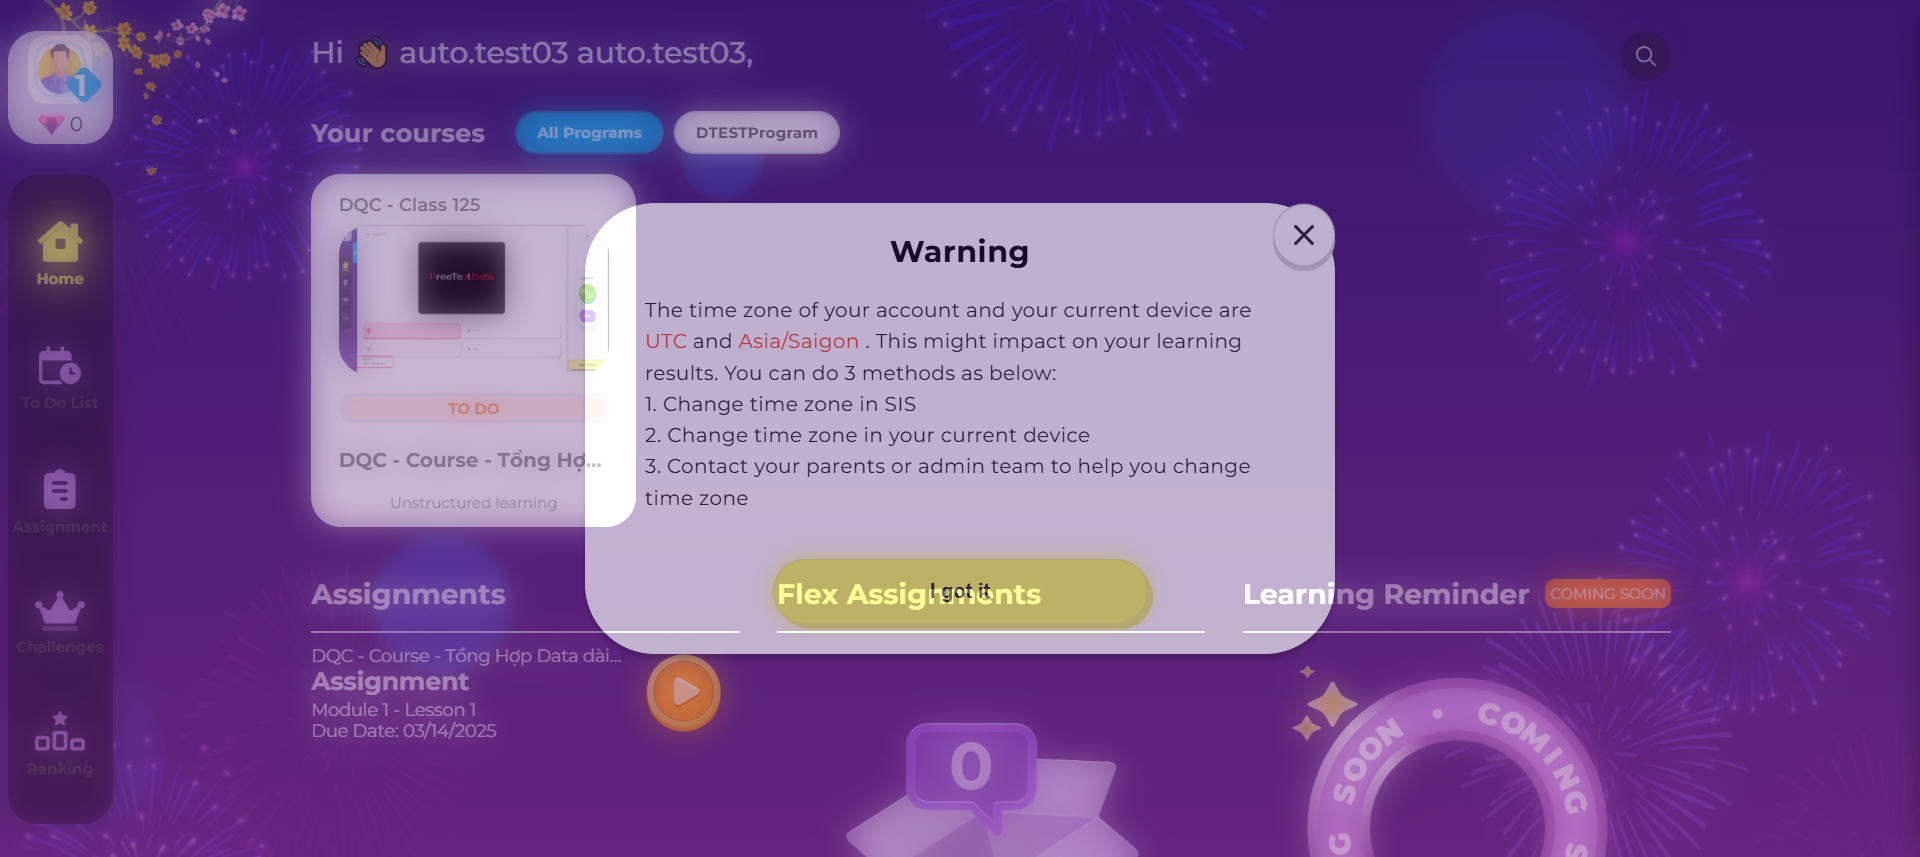 Hi 👋 auto.test03 auto.test03,
1
0
Your courses
All Programs
DTESTProgram
Home
To Do List
Assignment
Challenges
Ranking
DQC - Class 125
FreeTestData
TO DO
DQC - Course - Tổng Hợ...
Unstructured learning
Warning
The time zone of your account and your current device are
UTC and Asia/Saigon . This might impact on your learning
results. You can do 3 methods as below:
1. Change time zone in SIS
2. Change time zone in your current device
3. Contact your parents or admin team to help you change
time zone
I got it
Assignments
Flex Assignments
Learning Reminder
COMING SOON
DQC - Course - Tổng Hợp Data dài...
Assignment
Module 1 - Lesson 1
Due Date: 03/14/2025
0
SOON • COMING